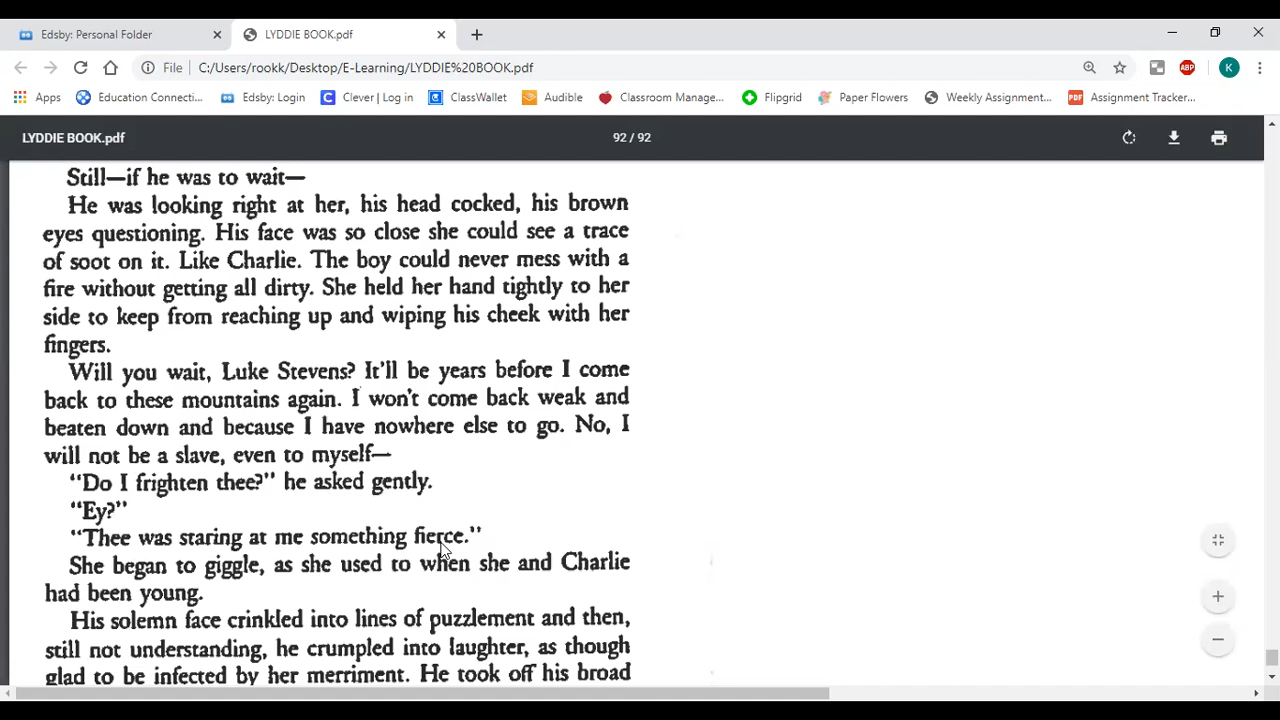 Edsby: Personal Folder
LYDDIE BOOK.pdf
File
C:/Users/rookk/Desktop/E-Learning/LYDDIE%20BOOK.pdf
ABP
K
Apps
Education Connecti...
Edsby: Login
Clever | Log in
ClassWallet
Audible
Classroom Manage...
Flipgrid
Paper Flowers
Weekly Assignment...
PDF
Assignment Tracker...
LYDDIE BOOK.pdf
92 / 92
Still—if he was to wait—
He was looking right at her, his head cocked, his brown
eyes questioning. His face was so close she could see a trace
of soot on it. Like Charlie. The boy could never mess with a
fire without getting all dirty. She held her hand tightly to her
side to keep from reaching up and wiping his cheek with her
fingers.
Will you wait, Luke Stevens? It'll be years before I come
back to these mountains again. I won't come back weak and
beaten down and because I have nowhere else to go. No, I
will not be a slave, even to myself—
"Do I frighten thee?" he asked gently.
"Ey?"
"Thee was staring at me something fierce."
She began to giggle, as she used to when she and Charlie
had been young.
His solemn face crinkled into lines of puzzlement and then,
still not understanding, he crumpled into laughter, as though
glad to be infected by her merriment. He took off his broad